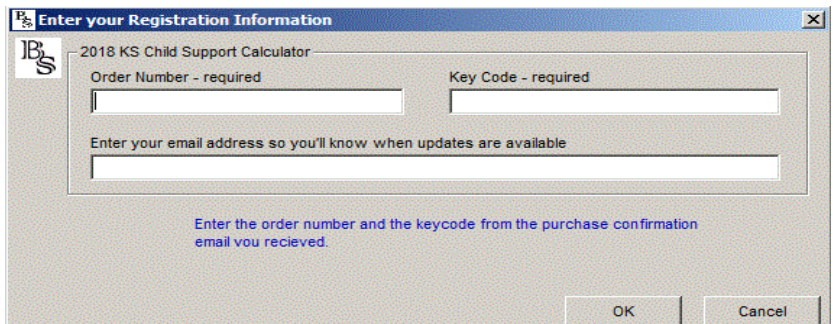 Enter your Registration Information
BLS
2018 KS Child Support Calculator
Order Number - required
Key Code - required
Enter your email address so you'll know when updates are available
Enter the order number and the keycode from the purchase confirmation
email you recieved.
OK
Cancel